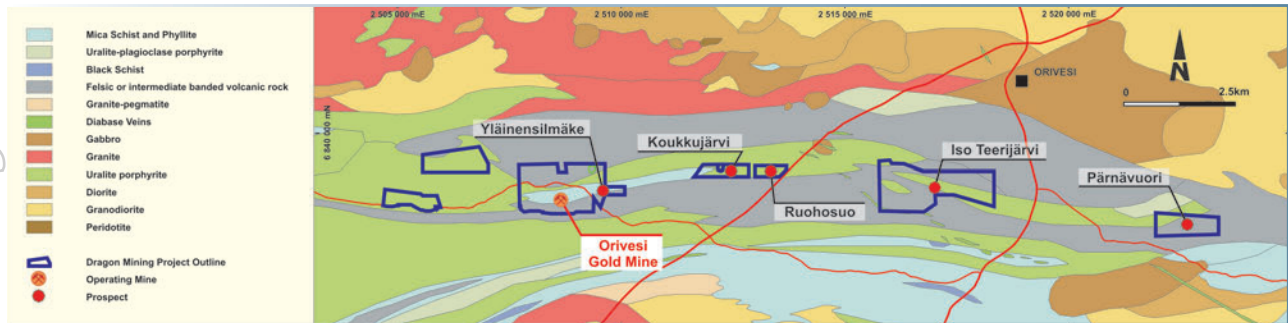 Mica Schist and Phyllite
Uralite-plagioclase porphyrite
Black Schist
Felsic or intermediate banded volcanic rock
Granite-pegmatite
Diabase Veins
Gabbro
Granite
Uralite porphyrite
Diorite
Granodiorite
Peridotite
Dragon Mining Project Outline
Operating Mine
Prospect
2 505 000 mE
2 510 000 mE
2 515 000 mE
2 520 000 mE
6 840 000 mN
N
ORIVESI
0
2.5km
Yläinensilmäke
Koukkujärvi
Iso Teerijärvi
Pärnävuori
Ruohosuo
Orivesi
Gold Mine